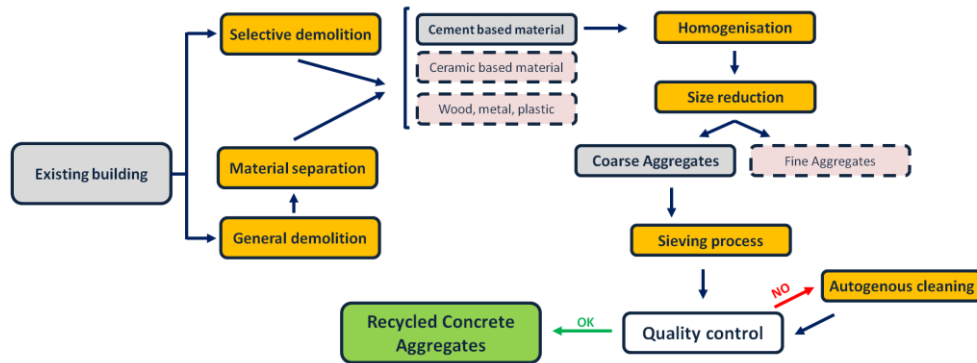 Selective demolition
Cement based material
Homogenisation
Ceramic based material
Size reduction
Wood, metal, plastic
Existing building
Material separation
Coarse Aggregates
Fine Aggregates
General demolition
Sieving process
NO
Autogenous cleaning
Recycled Concrete
Aggregates
OK
Quality control